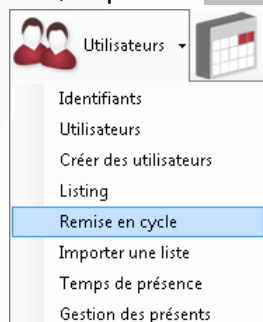 Utilisateurs
Identifiants
Utilisateurs
Créer des utilisateurs
Listing
Remise en cycle
Importer une liste
Temps de présence
Gestion des présents